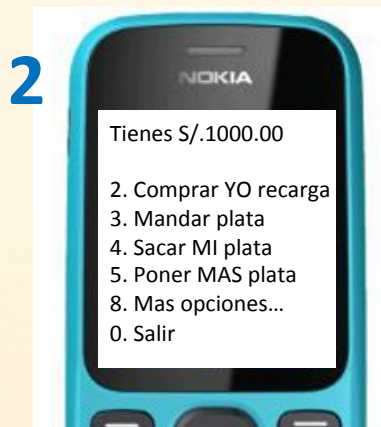 2
NOKIA
Tienes S/.1000.00
2. Comprar YO recarga
3. Mandar plata
4. Sacar MI plata
5. Poner MAS plata
8. Mas opciones...
0. Salir